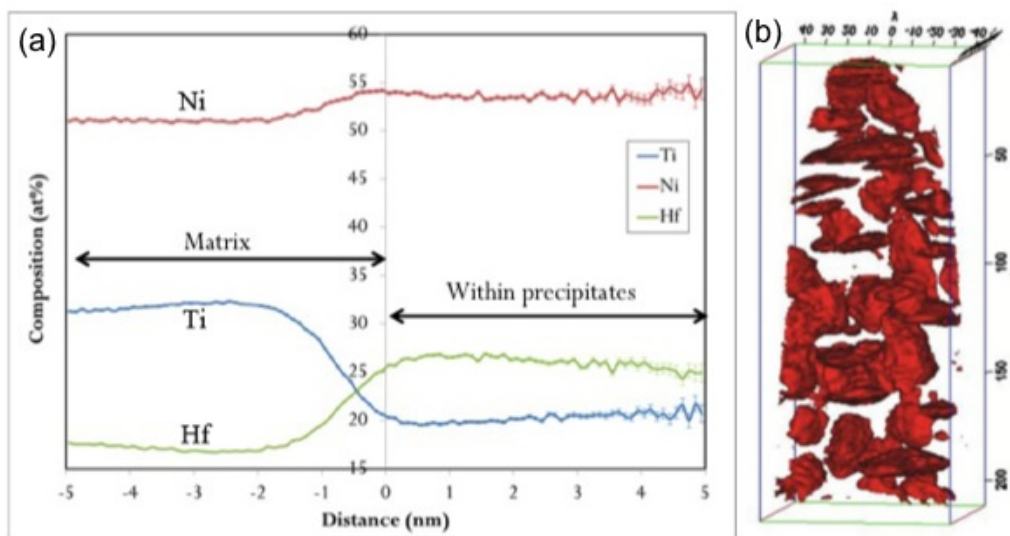 (a)
Composition (at%)
60
55
50
45
40
35
30
25
20
15
Ni
Ti
Ni
Hf
Matrix
Within precipitates
Ti
Hf
-5 -4 -3 -2 -1 0 1 2 3 4 5
Distance (nm)
(b)
50
100
150
200